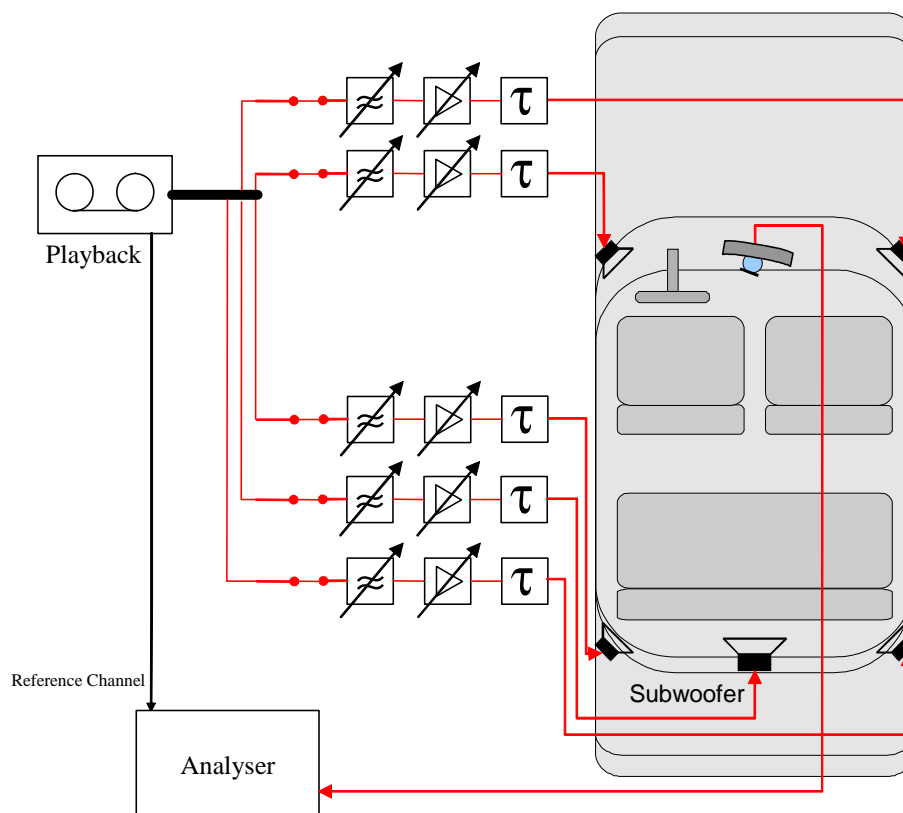 τ
τ
Playback
τ
τ
τ
Reference Channel
Subwoofer
Analyser